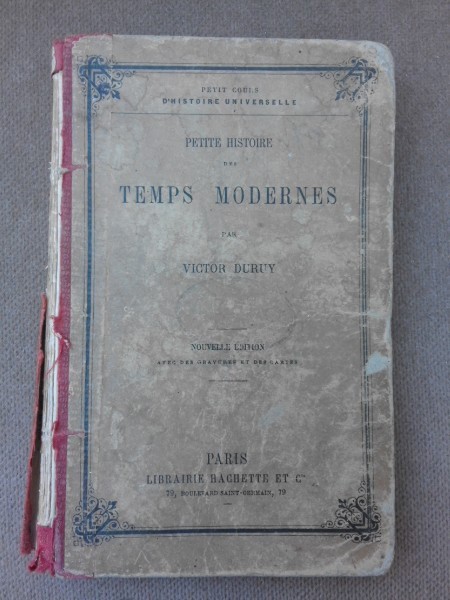 PETIT COURS
D'HISTOIRE UNIVERSELLE
PETITE HISTOIRE
DES
TEMPS MODERNES
PAR
VICTOR DURUY
NOUVELLE ÉDITION
AVEC DES GRAVURES ET DES CARTES
PARIS
LIBRAIRIE HACHETTE ET Cie
79, BOULEVARD SAINT-GERMAIN, 79